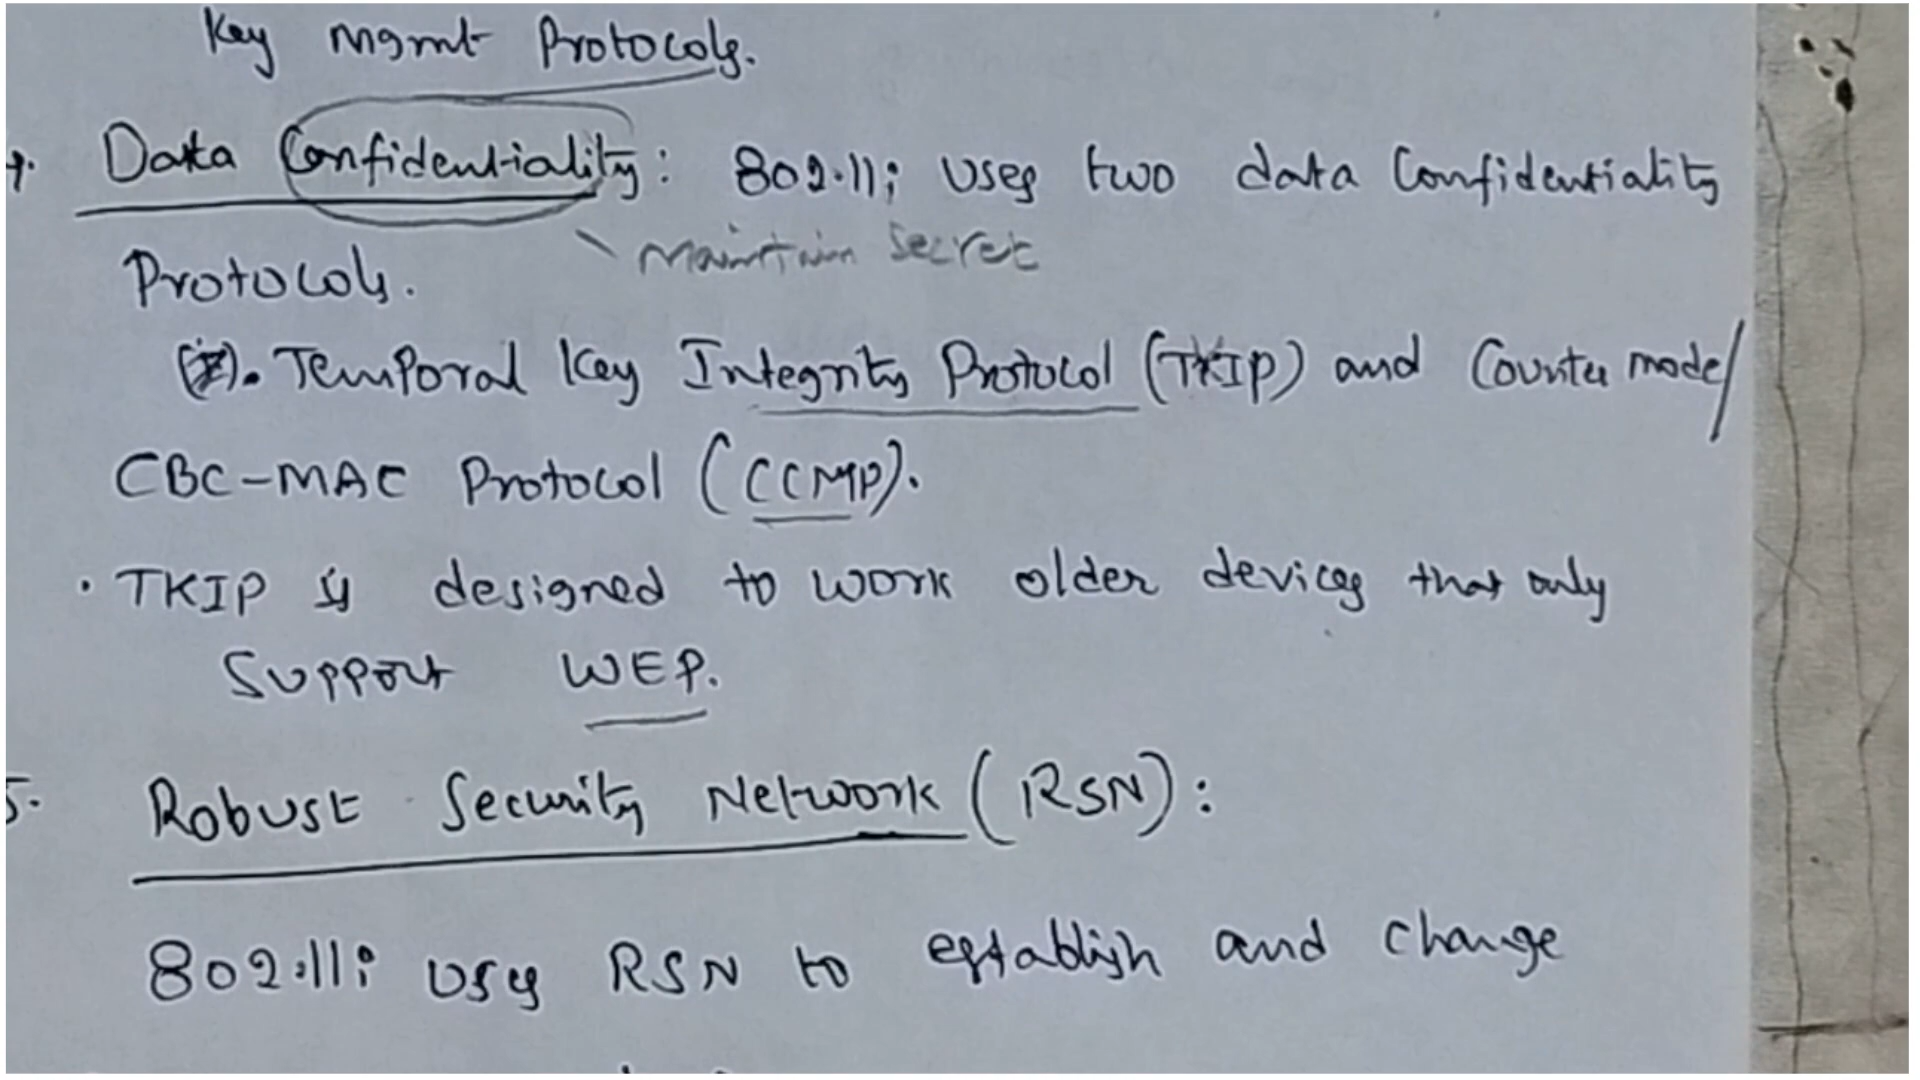 Key mgmt Protocols.
4. Data Confidentiality: 802.11i uses two data Confidentiality
maintain secret
Protocols.
Temporal Key Integrity Protocol (TKIP) and Counter mode/
CBC-MAC Protocol (CCMP).
• TKIP is designed to work older devices that only
Support WEP.
5. Robust Security Network (RSN):
802.11i uses RSN to establish and change